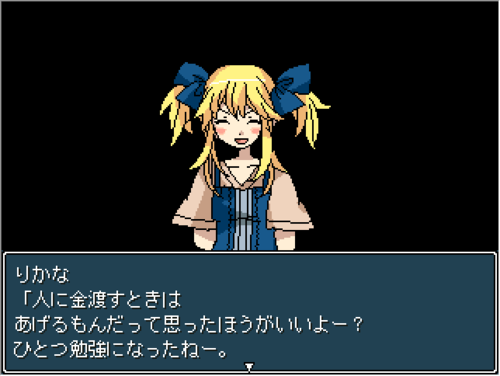 りかな
「人に金渡すときは
あげるもんだって思ったほうがいいよー？
ひとつ勉強になったねー。